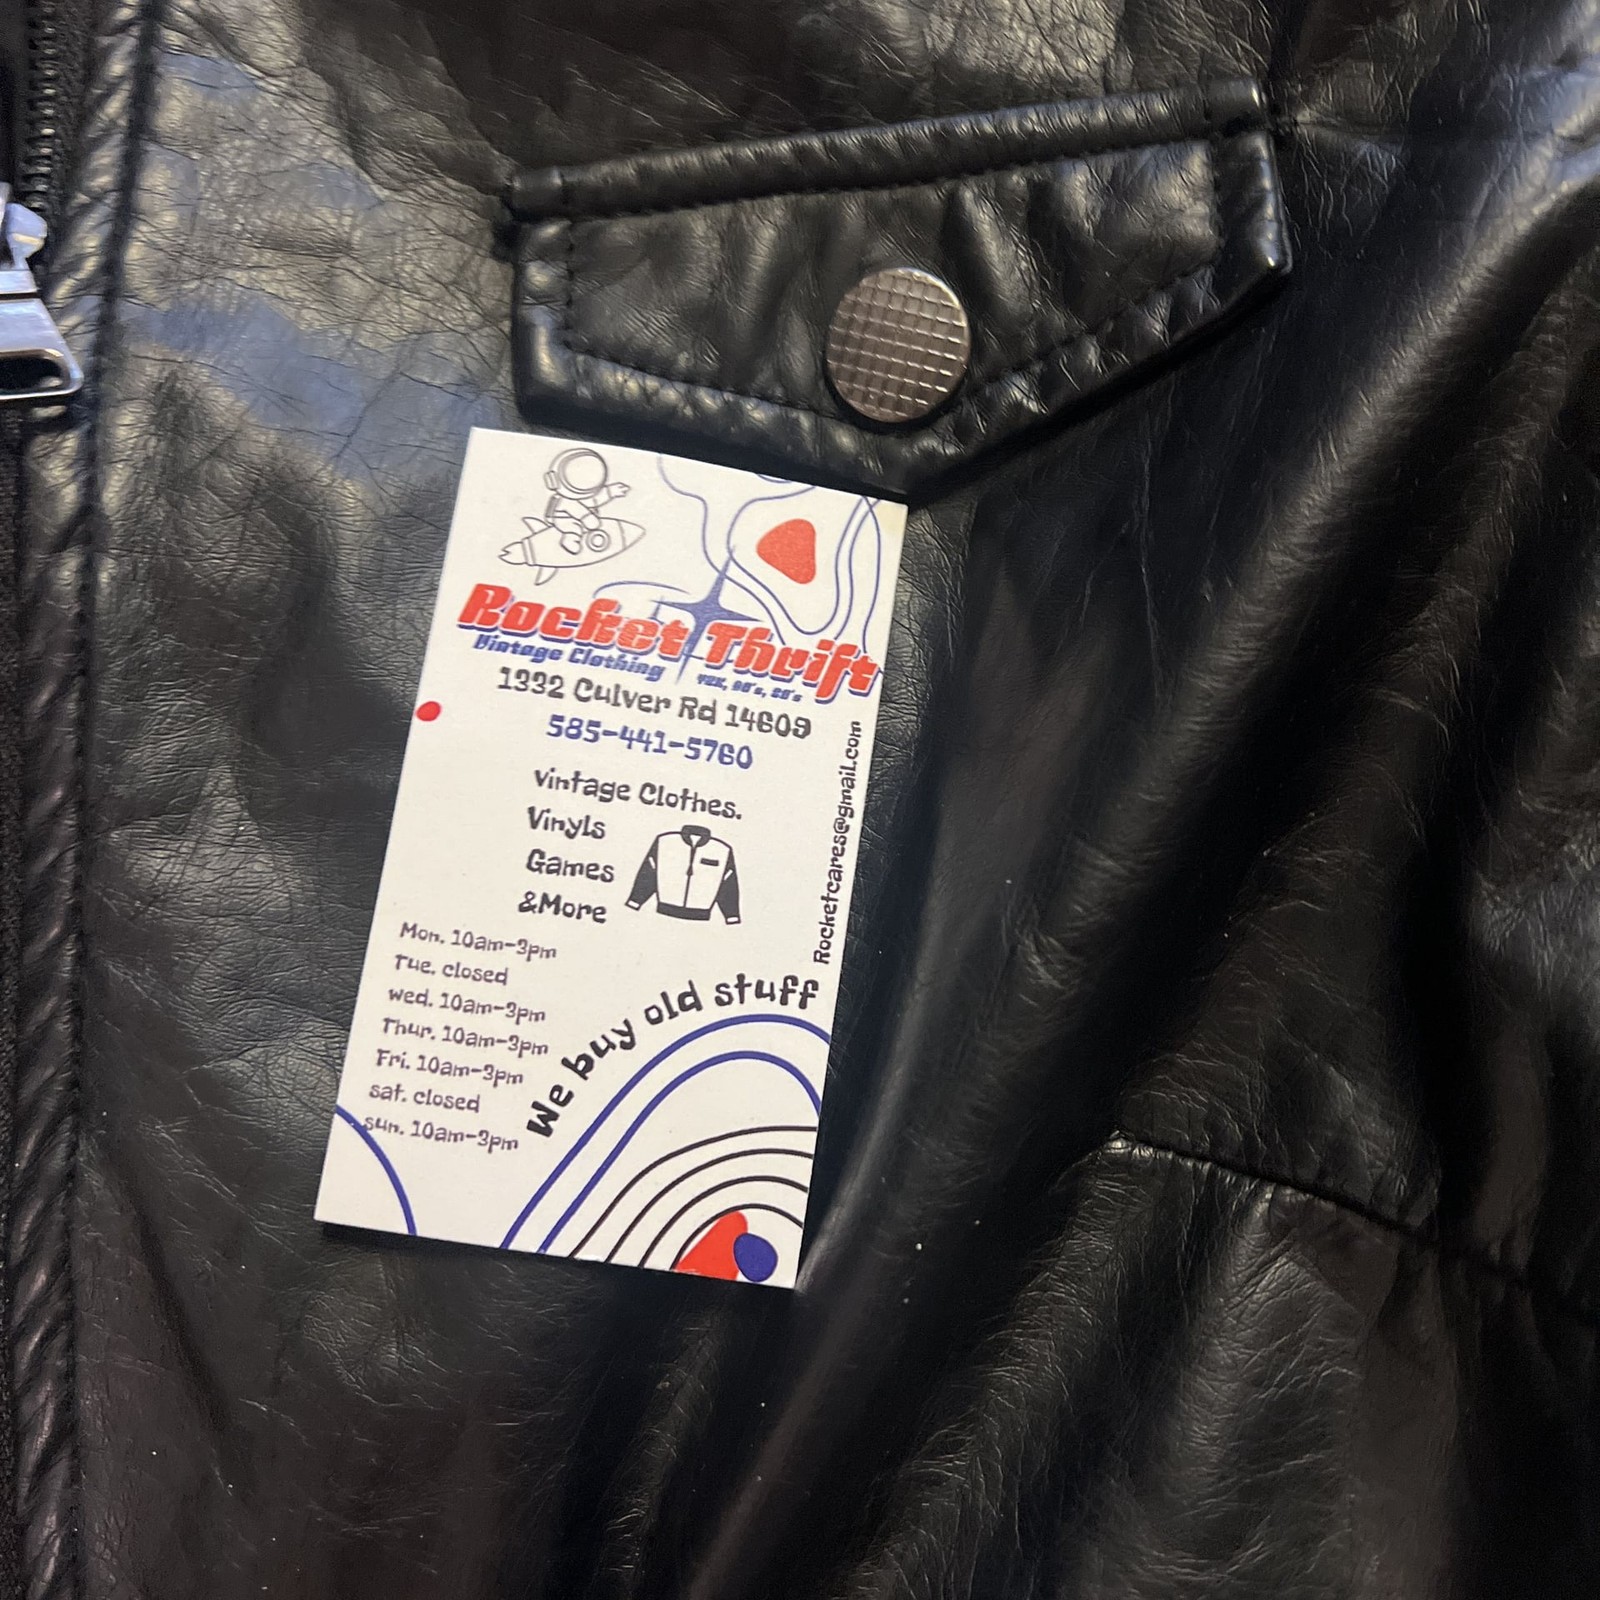 Rocket Thrift
Vintage Clothing
Y2K, 90's, 80's
1332 Culver Rd 14609
585-441-5760
Vintage Clothes.
Vinyls
Games
&More
Rocketcares@gmail.com
Mon. 10am-3pm
Tue. closed
wed. 10am-3pm
Thur. 10am-3pm
Fri. 10am-3pm
sat. closed
sun. 10am-3pm
We buy old stuff